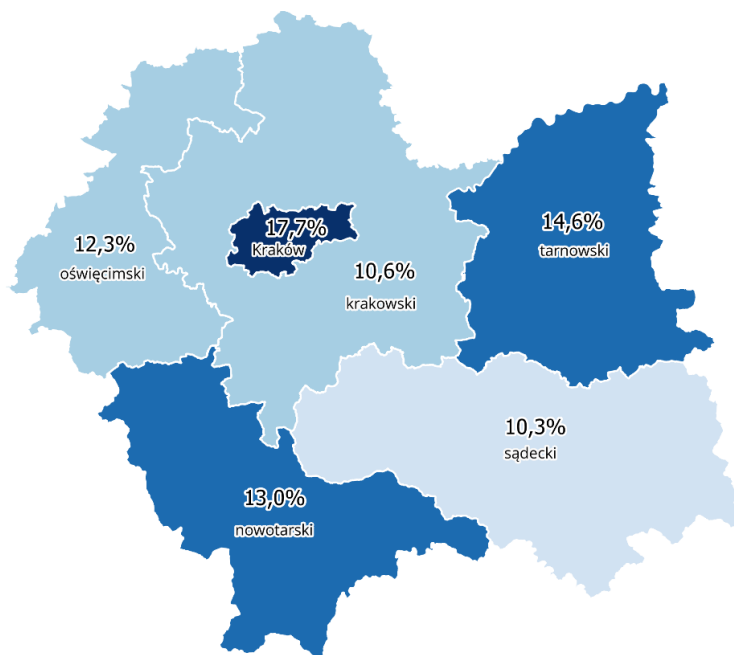 17,7%
Kraków
14,6%
tarnowski
12,3%
oświęcimski
10,6%
krakowski
10,3%
sądecki
13,0%
nowotarski